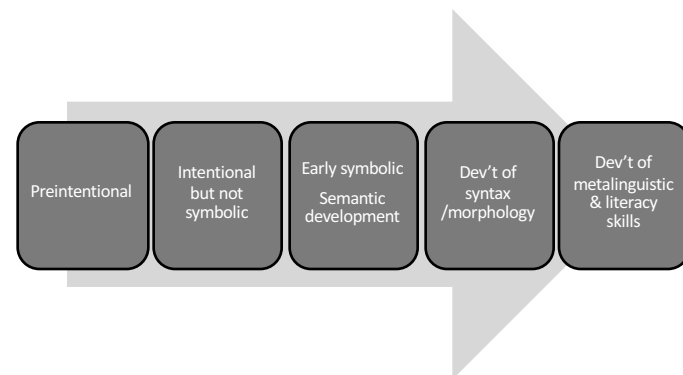 Preintentional
Intentional
but not
symbolic
Early symbolic
Semantic
development
Dev’t of
syntax
/morphology
Dev’t of
metalinguistic
& literacy
skills